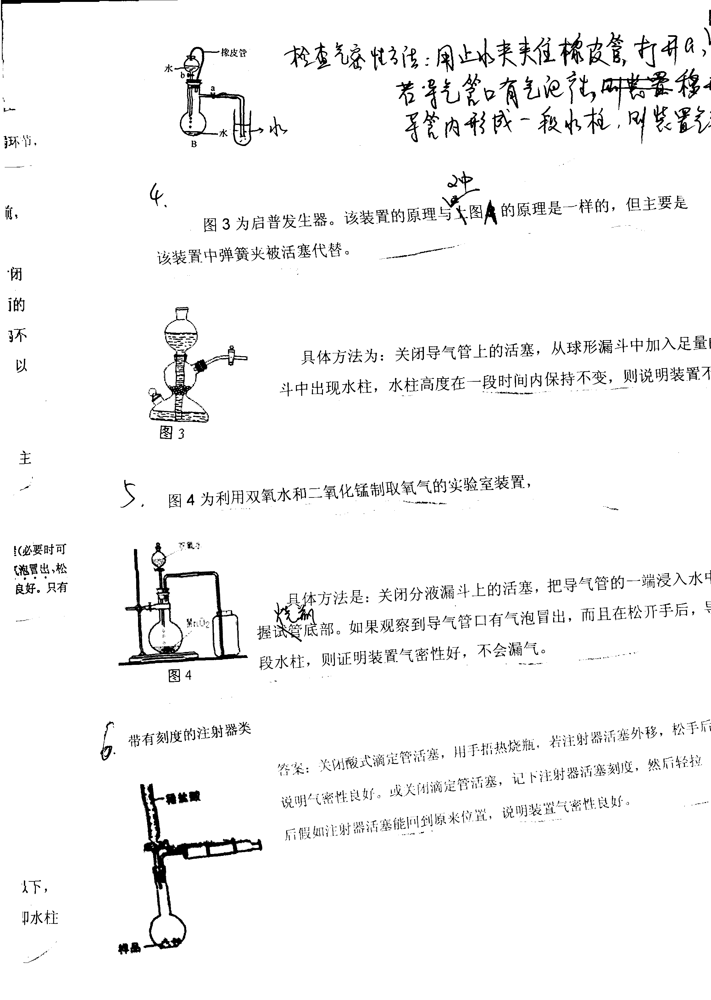 橡皮管
水
b
a
水
水
B
检查气密性方法：用止水夹夹住橡皮管，打开a，
若导气管口有气泡产生，则装置移
导管内形成一段水柱，则装置气
环节，
前，
闭
的
不
以
主
(必要时可
气泡冒出，松
良好。只有
以下，
即水柱
4.
2中
图 3 为启普发生器。该装置的原理与上图A的原理是一样的，但主要是
该装置中弹簧夹被活塞代替。
图 3
具体方法为：关闭导气管上的活塞，从球形漏斗中加入足量
斗中出现水柱，水柱高度在一段时间内保持不变，则说明装置不
5.
图 4 为利用双氧水和二氧化锰制取氧气的实验室装置，
双氧水
MnO₂
图 4
具体方法是：关闭分液漏斗上的活塞，把导气管的一端浸入水中
烧瓶
握试管底部。如果观察到导气管口有气泡冒出，而且在松开手后，导
段水柱，则证明装置气密性好，不会漏气。
6.
带有刻度的注射器类
答案：关闭酸式滴定管活塞，用手捂热烧瓶，若注射器活塞外移，松手后
说明气密性良好。或关闭滴定管活塞，记下注射器活塞刻度，然后轻拉
后假如注射器活塞能回到原来位置，说明装置气密性良好。
稀盐酸
样品